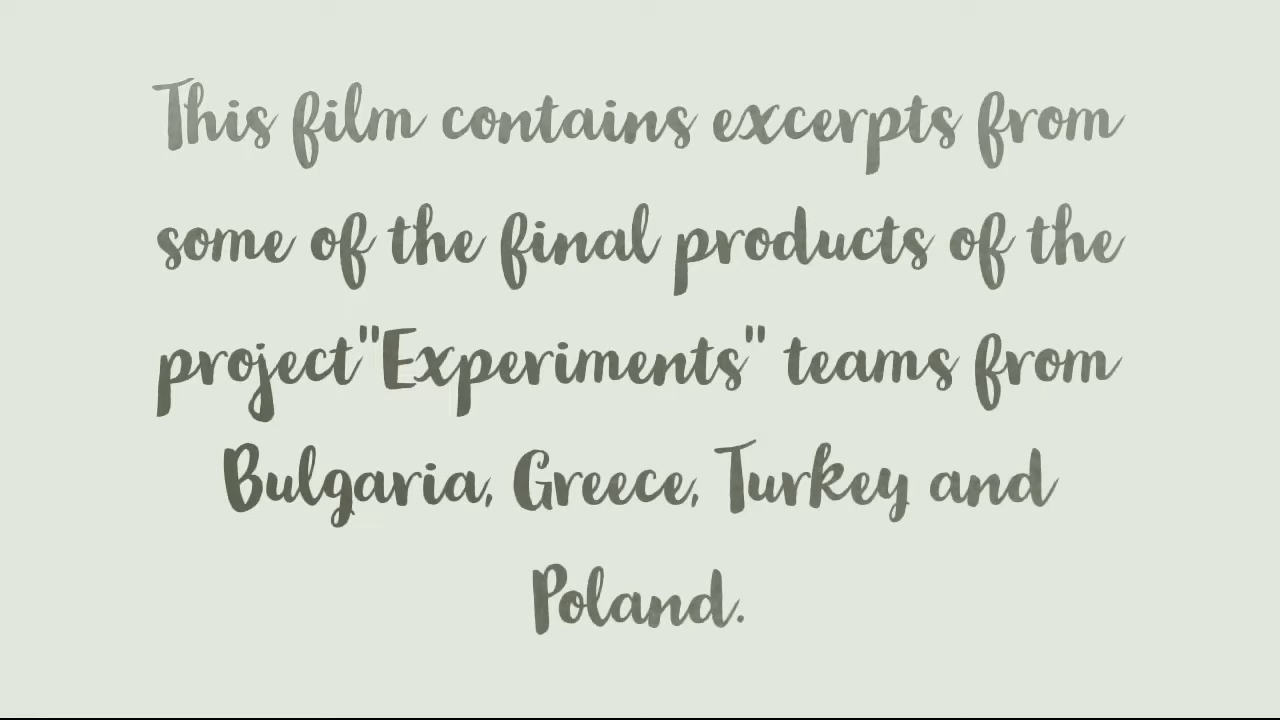 This film contains excerpts from
some of the final products of the
project"Experiments" teams from
Bulgaria, Greece, Turkey and
Poland.